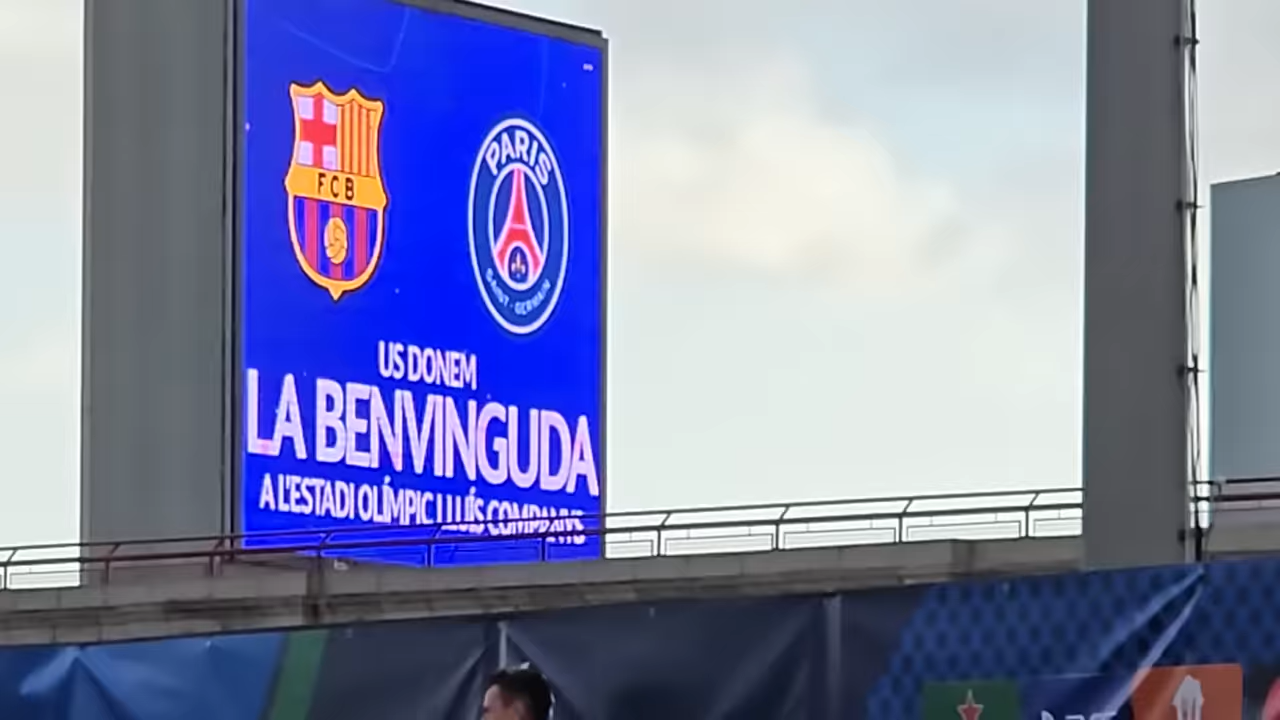 FCB
PARIS
SAINT-GERMAIN
US DONEM
LA BENVINGUDA
A L'ESTADI OLÍMPIC LLUÍS COMPANYS